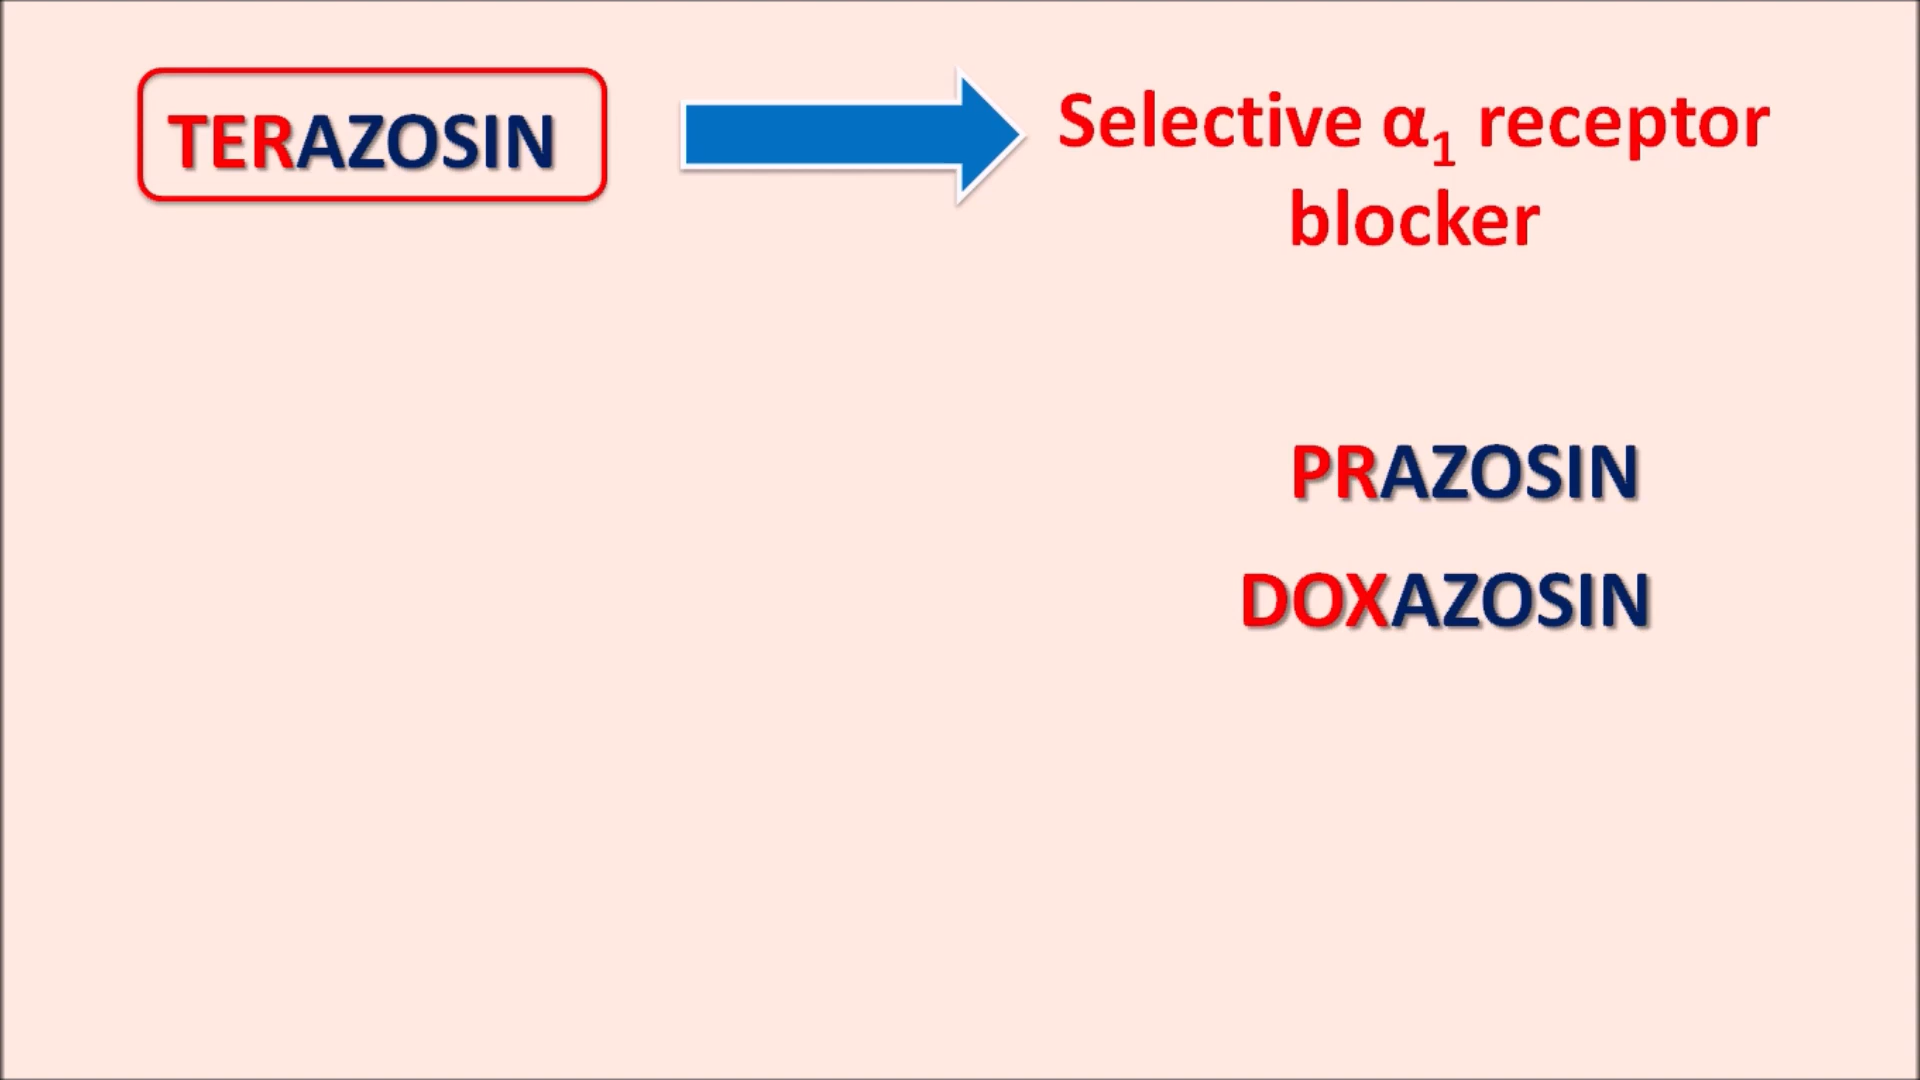 TERAZOSIN
Selective α₁ receptor
blocker
PRAZOSIN
DOXAZOSIN